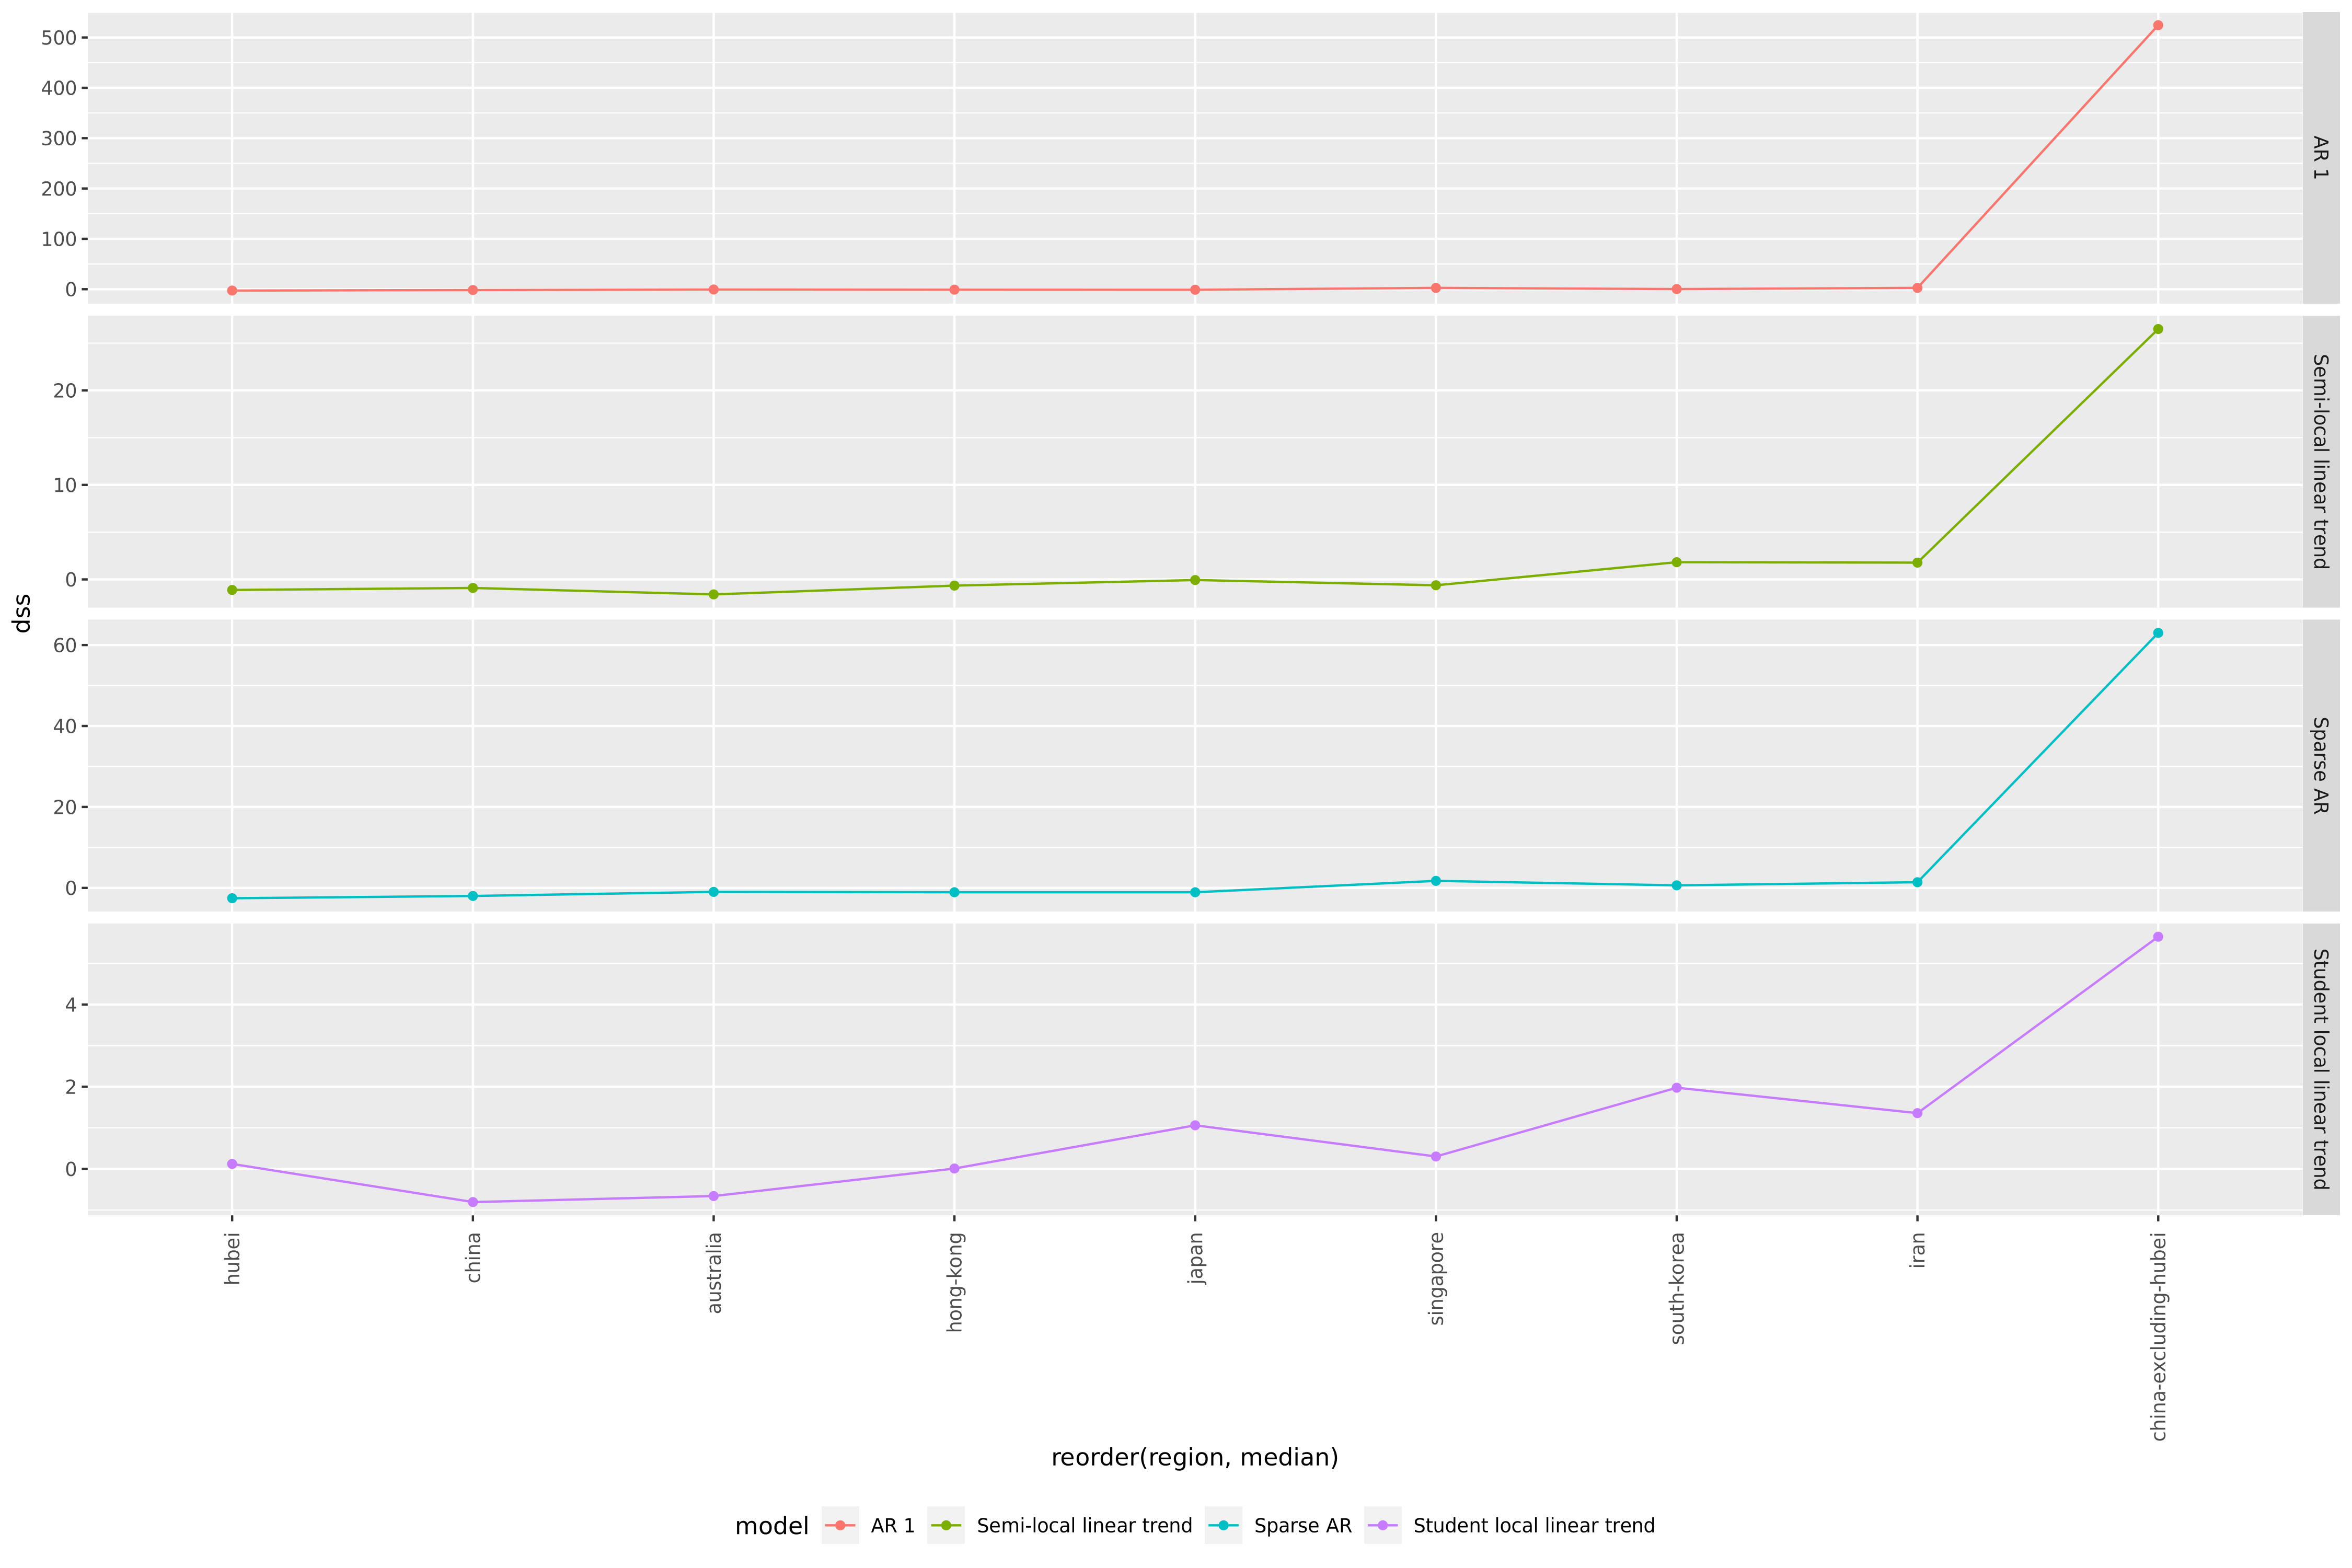 500
400
300
200
100
0
AR 1
20
10
0
Semi-local linear trend
60
40
20
0
Sparse AR
4
2
0
Student local linear trend
dss
hubei
china
australia
hong-kong
japan
singapore
south-korea
iran
china-excluding-hubei
reorder(region, median)
model AR 1 Semi-local linear trend Sparse AR Student local linear trend